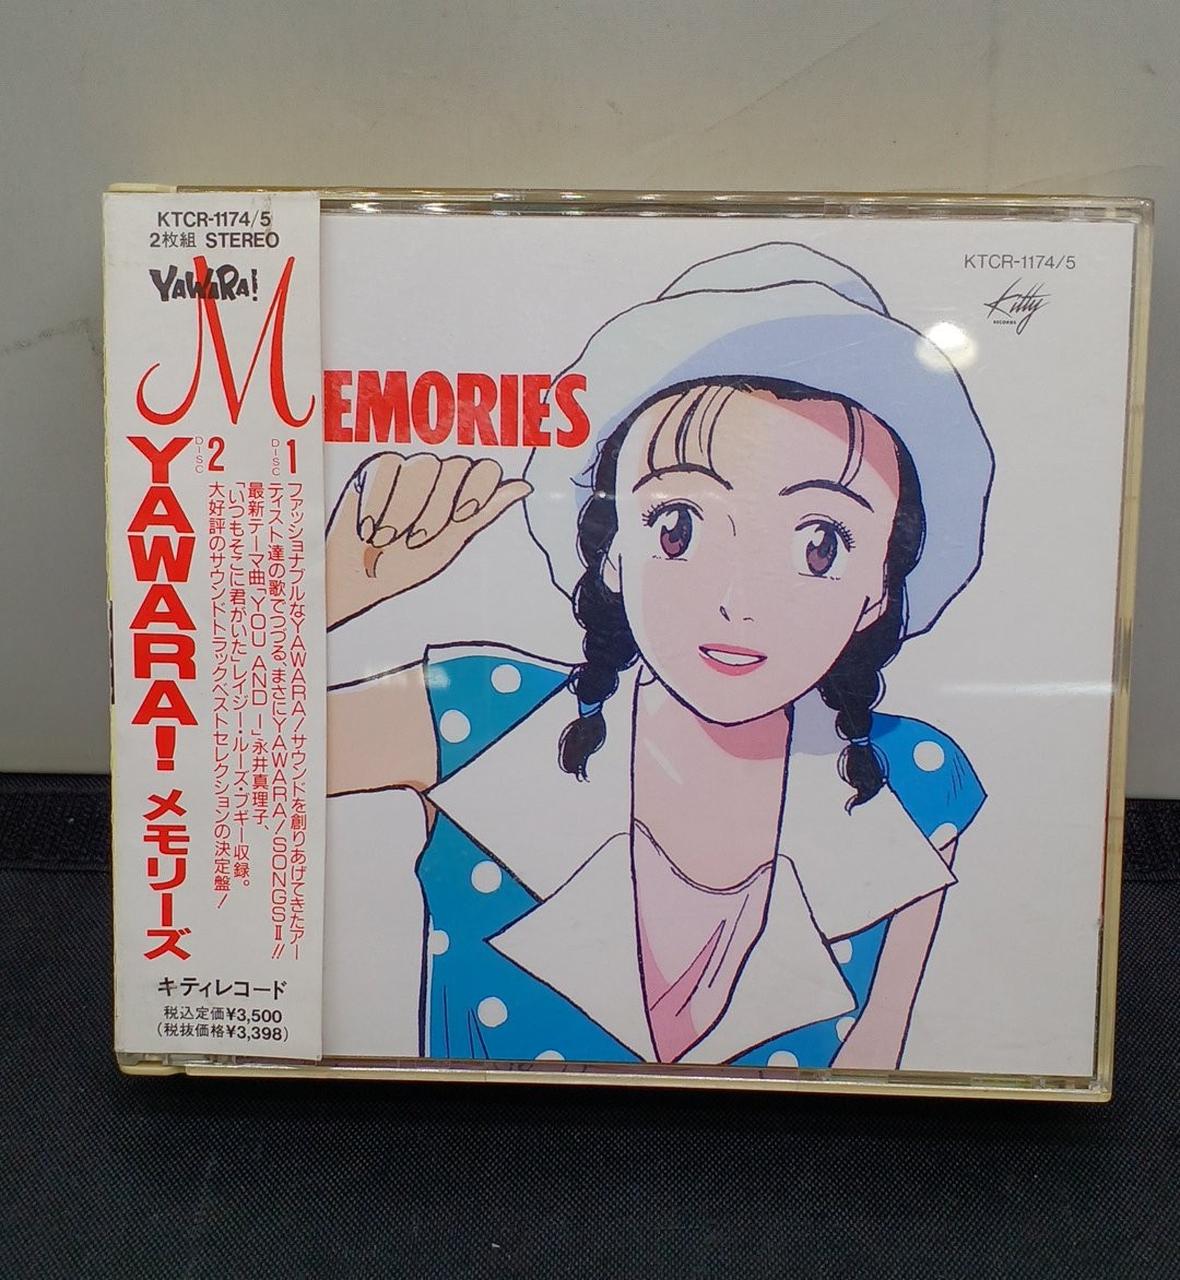 KTCR-1174/5
2枚組 STEREO
YAWARA!
MEMORIES
YAWARA! メモリーズ
DISC 1
ファッショナブルなYAWARA!サウンドを創りあげてきたアー
ティスト達の歌でつづる、まさにYAWARA!SONGSⅡ!!
最新テーマ曲「YOU AND I」永井真理子、
「いつもそこに君がいた」レイジー・ルーズ・ブギー収録。
DISC 2
大好評のサウンドトラックベストセレクションの決定盤!
キティレコード
税込定価¥3,500
(税抜価格¥3,398)
KTCR-1174/5
Kitty
RECORDS